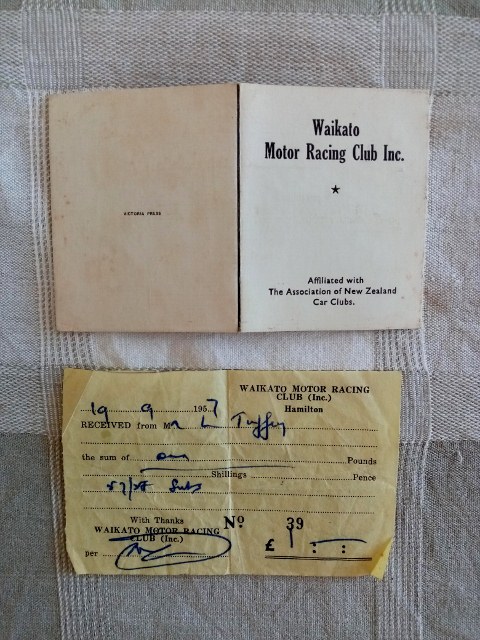 VICTORIA PRESS
Waikato
Motor Racing Club Inc.
★
Affiliated with
The Association of New Zealand
Car Clubs.
WAIKATO MOTOR RACING
CLUB (Inc.)
Hamilton
19 9 1957
RECEIVED from Mr L
the sum of one Pounds
Shillings Pence
57/58 Subs
With Thanks
Nº 39
WAIKATO MOTOR RACING
CLUB (Inc.)
£ 1 : - : -
per